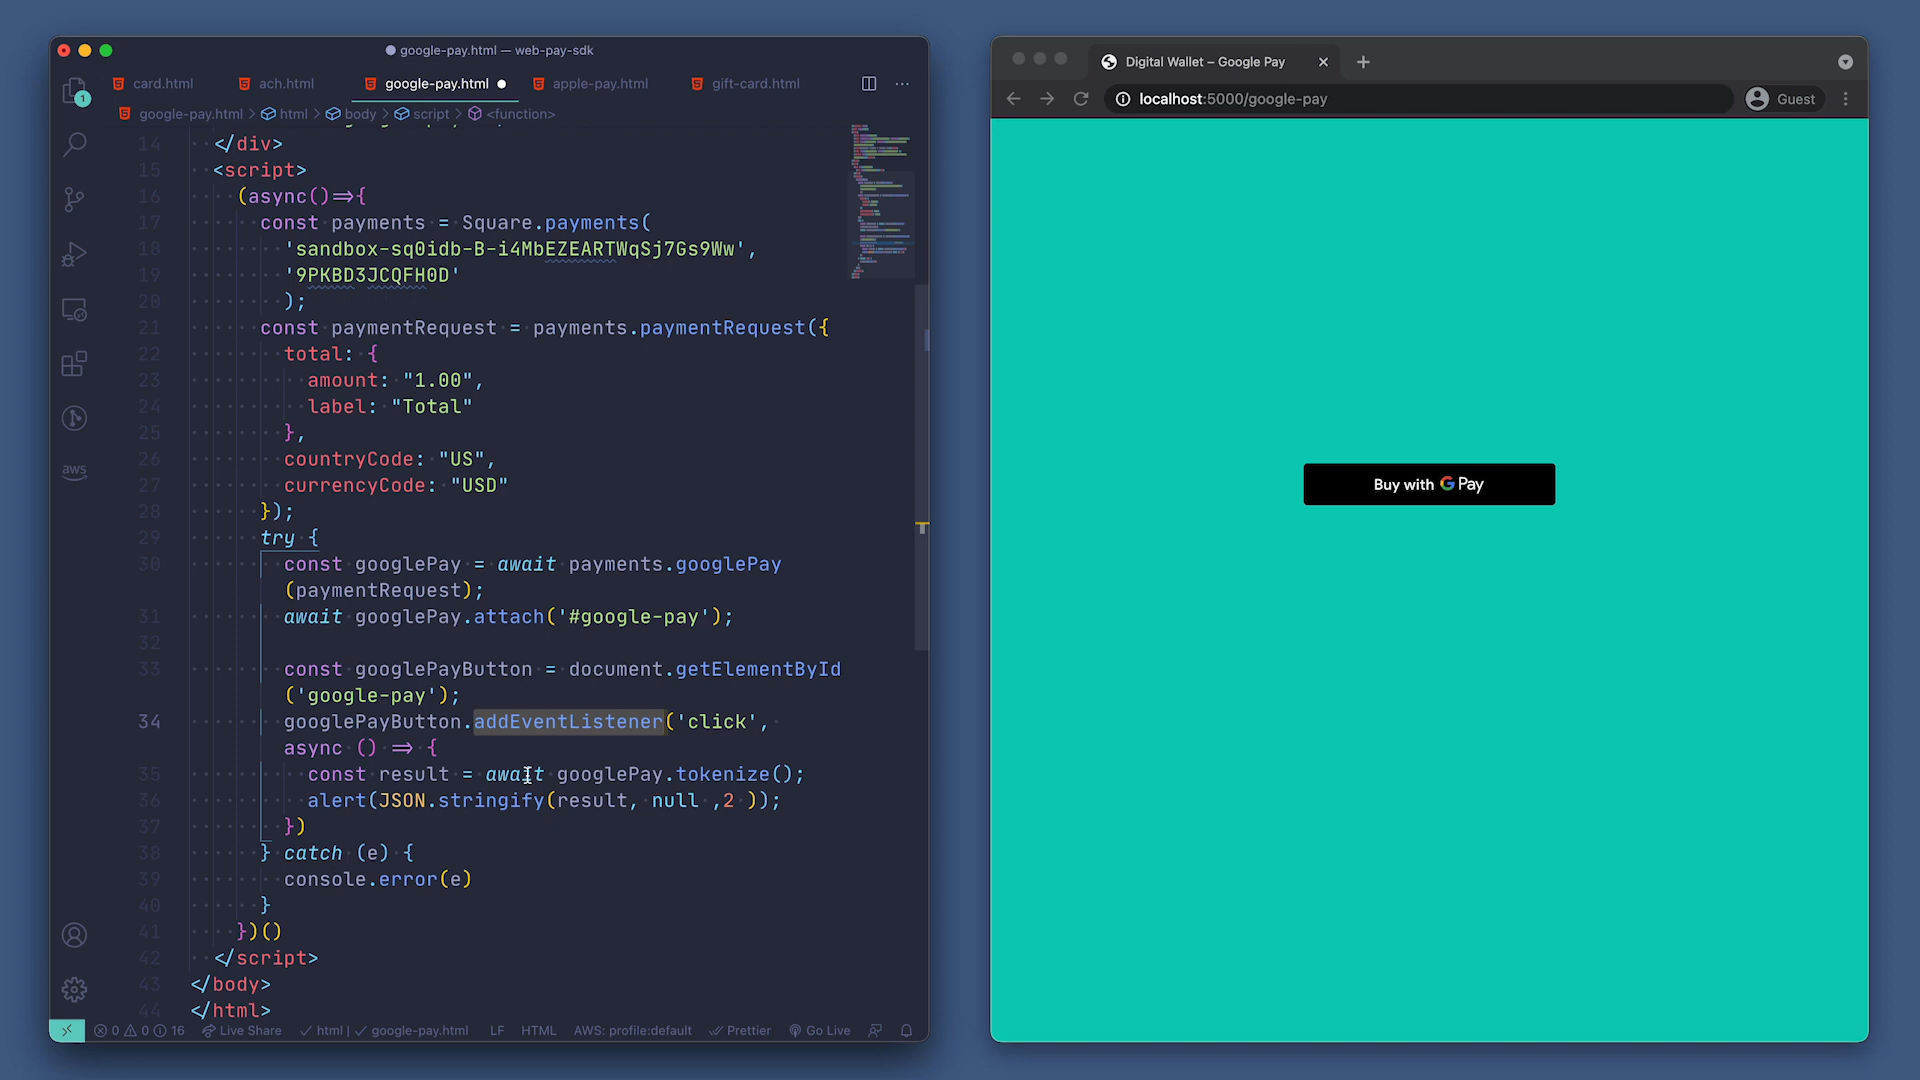 google-pay.html — web-pay-sdk
card.html
ach.html
google-pay.html
apple-pay.html
gift-card.html
google-pay.html > html > body > script > <function>
1
aws
14 </div>
15 <script>
16 (async()=>{
17 const payments = Square.payments(
18 'sandbox-sq0idb-B-i4MbEZEARTWqSj7Gs9Ww',
19 '9PKBD3JCQFH0D'
20 );
21 const paymentRequest = payments.paymentRequest({
22 total: {
23 amount: "1.00",
24 label: "Total"
25 },
26 countryCode: "US",
27 currencyCode: "USD"
28 });
29 try {
30 const googlePay = await payments.googlePay
(paymentRequest);
31 await googlePay.attach('#google-pay');
32
33 const googlePayButton = document.getElementById
('google-pay');
34 googlePayButton.addEventListener('click',
async () => {
35 const result = await googlePay.tokenize();
36 alert(JSON.stringify(result, null ,2 ));
37 })
38 } catch (e) {
39 console.error(e)
40 }
41 })()
42 </script>
43 </body>
44 </html>
0 0 16 Live Share html | google-pay.html LF HTML AWS: profile:default Prettier Go Live
Digital Wallet – Google Pay
localhost:5000/google-pay
Guest
Buy with G Pay